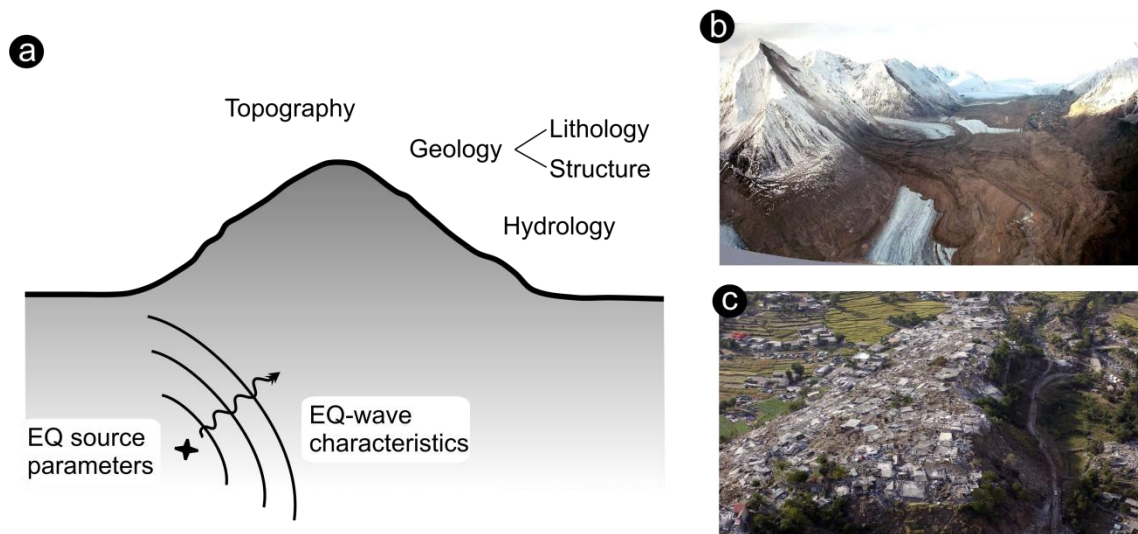 a
Topography
Geology
Lithology
Structure
Hydrology
EQ source
parameters
EQ-wave
characteristics
b
c